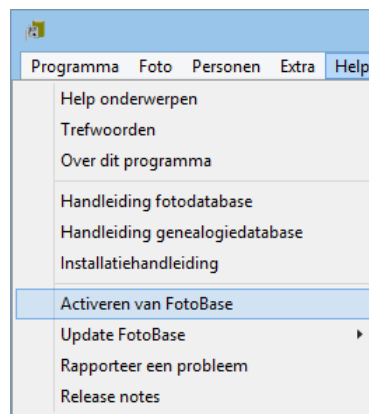 Programma Foto Personen Extra Help
Help onderwerpen
Trefwoorden
Over dit programma
Handleiding fotodatabase
Handleiding genealogiedatabase
Installatiehandleiding
Activeren van FotoBase
Update FotoBase
Rapporteer een probleem
Release notes